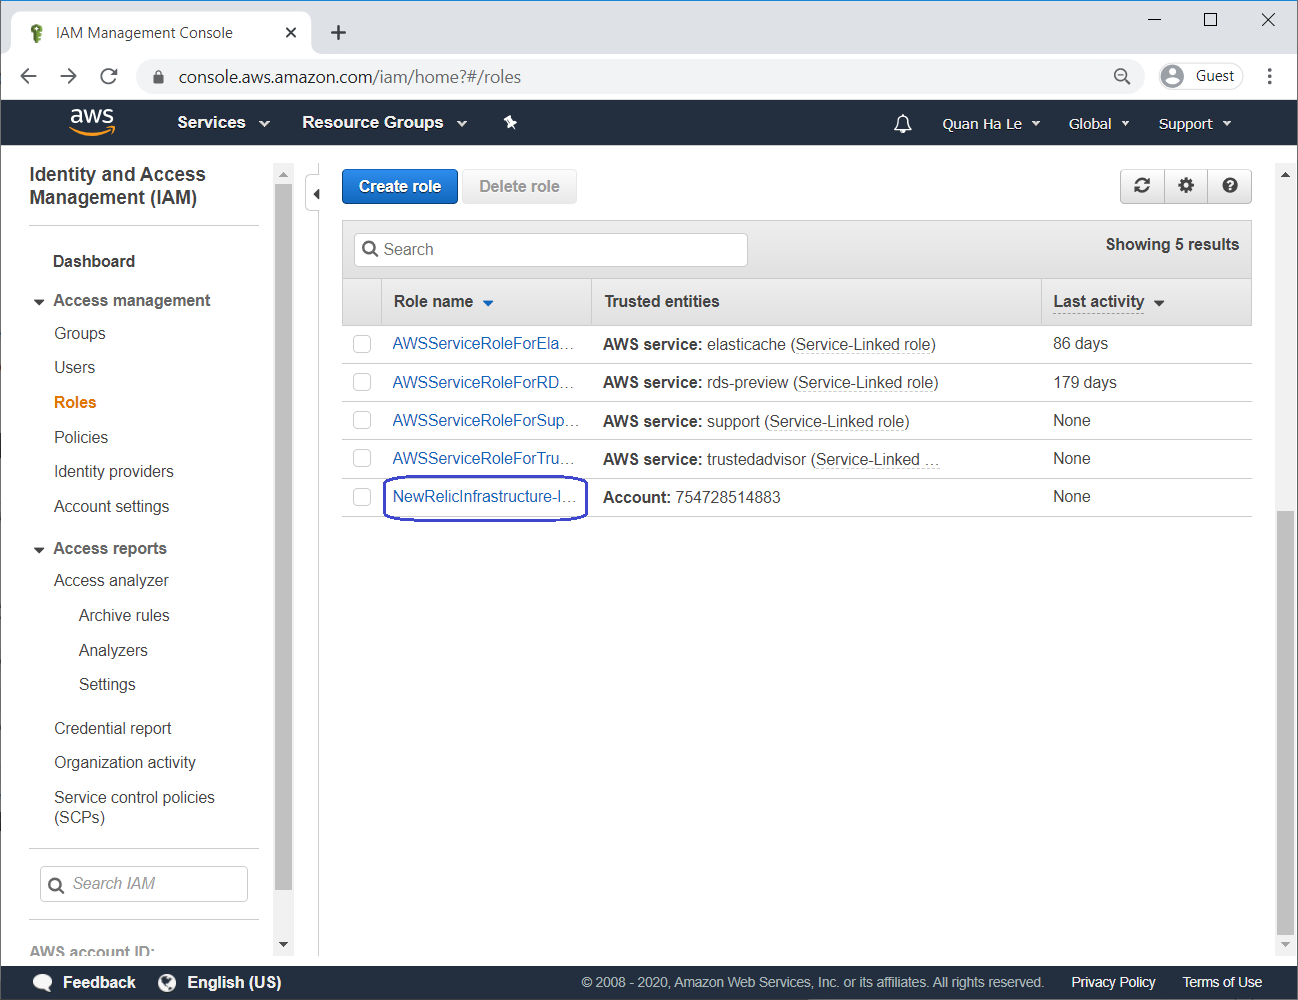 IAM Management Console
console.aws.amazon.com/iam/home?#/roles
Guest
aws
Services
Resource Groups
Quan Ha Le
Global
Support
Identity and Access
Management (IAM)
Dashboard
Access management
Groups
Users
Roles
Policies
Identity providers
Account settings
Access reports
Access analyzer
Archive rules
Analyzers
Settings
Credential report
Organization activity
Service control policies
(SCPs)
Search IAM
AWS account ID:
Create role
Delete role
Search
Showing 5 results
Role name Trusted entities Last activity
AWSServiceRoleForEla... AWS service: elasticache (Service-Linked role) 86 days
AWSServiceRoleForRD... AWS service: rds-preview (Service-Linked role) 179 days
AWSServiceRoleForSup... AWS service: support (Service-Linked role) None
AWSServiceRoleForTru... AWS service: trustedadvisor (Service-Linked ... None
NewRelicInfrastructure-I... Account: 754728514883 None
Feedback
English (US)
© 2008 - 2020, Amazon Web Services, Inc. or its affiliates. All rights reserved.
Privacy Policy
Terms of Use